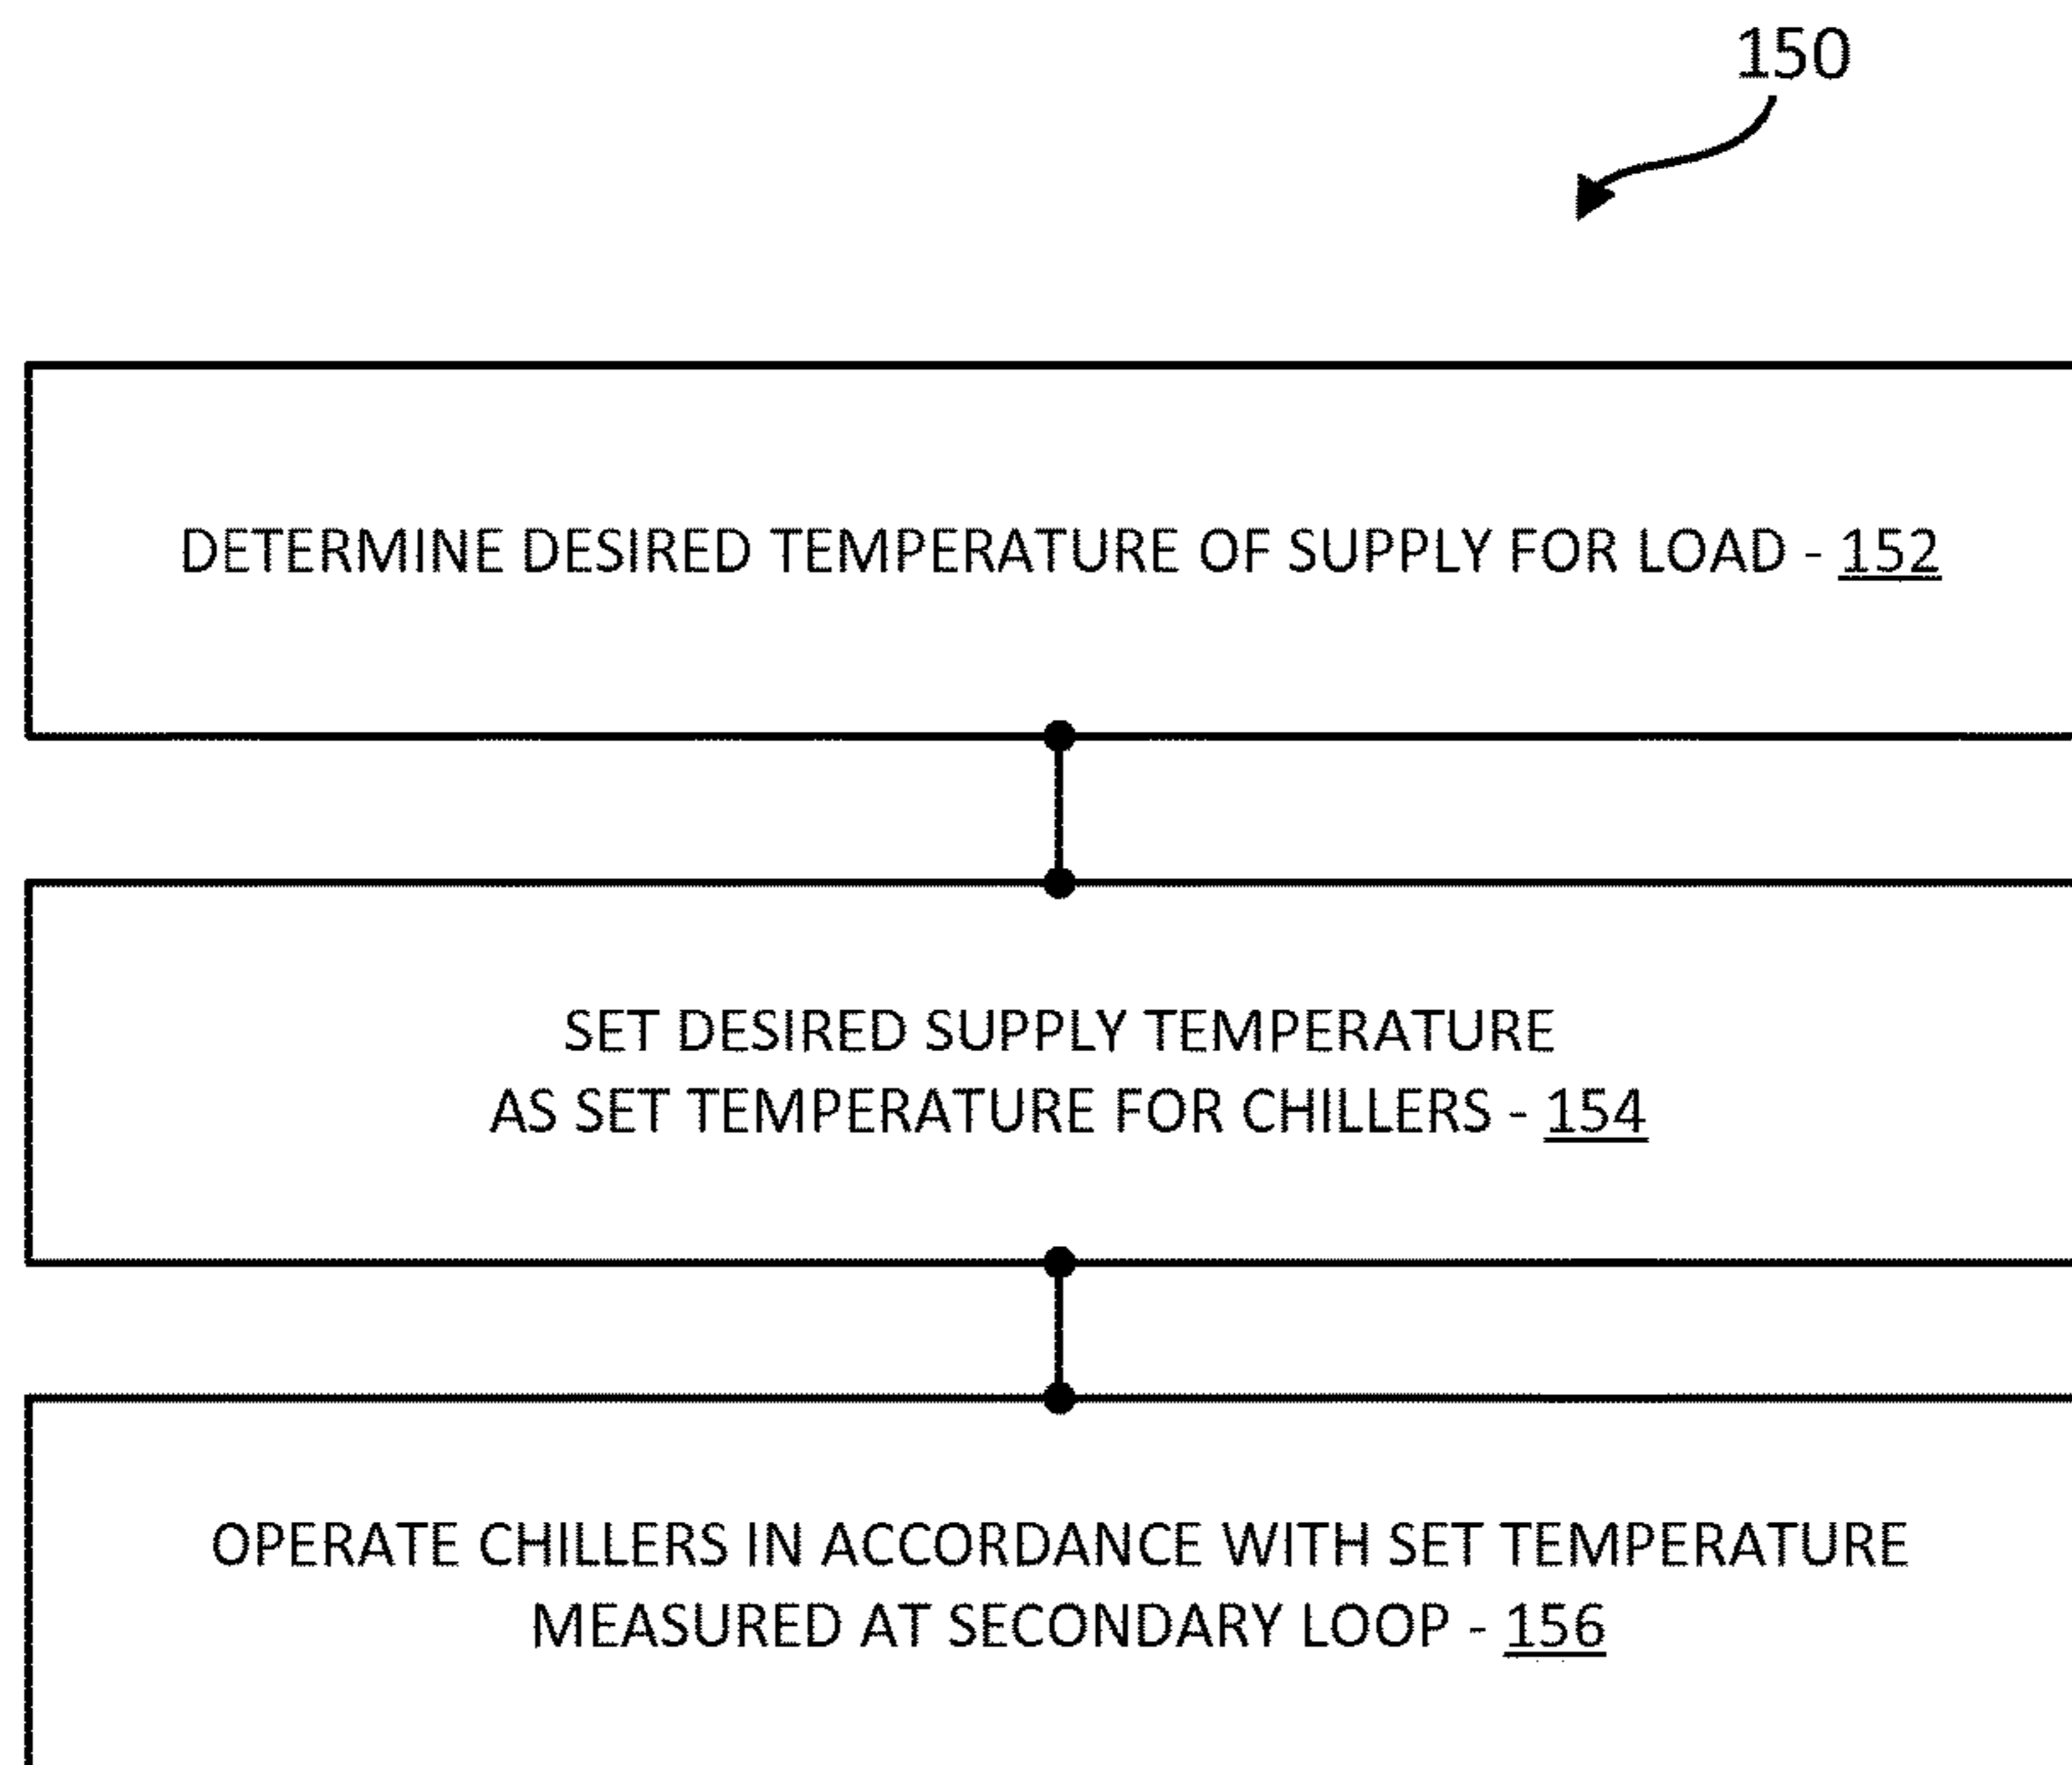 150
DETERMINE DESIRED TEMPERATURE OF SUPPLY FOR LOAD - 152
SET DESIRED SUPPLY TEMPERATURE
AS SET TEMPERATURE FOR CHILLERS - 154
OPERATE CHILLERS IN ACCORDANCE WITH SET TEMPERATURE
MEASURED AT SECONDARY LOOP - 156